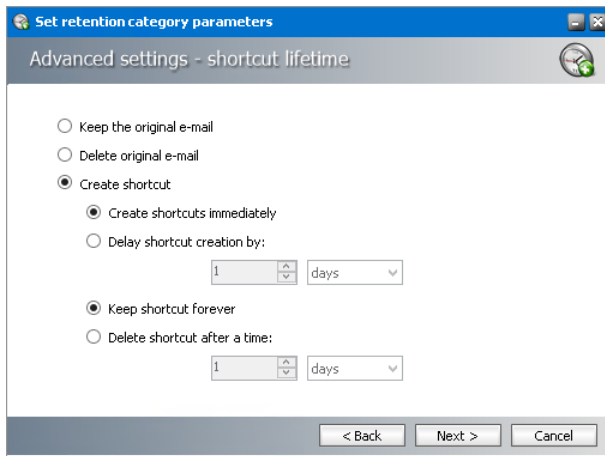 Set retention category parameters
Advanced settings - shortcut lifetime
Keep the original e-mail
Delete original e-mail
Create shortcut
Create shortcuts immediately
Delay shortcut creation by:
1 days
Keep shortcut forever
Delete shortcut after a time:
1 days
< Back Next > Cancel